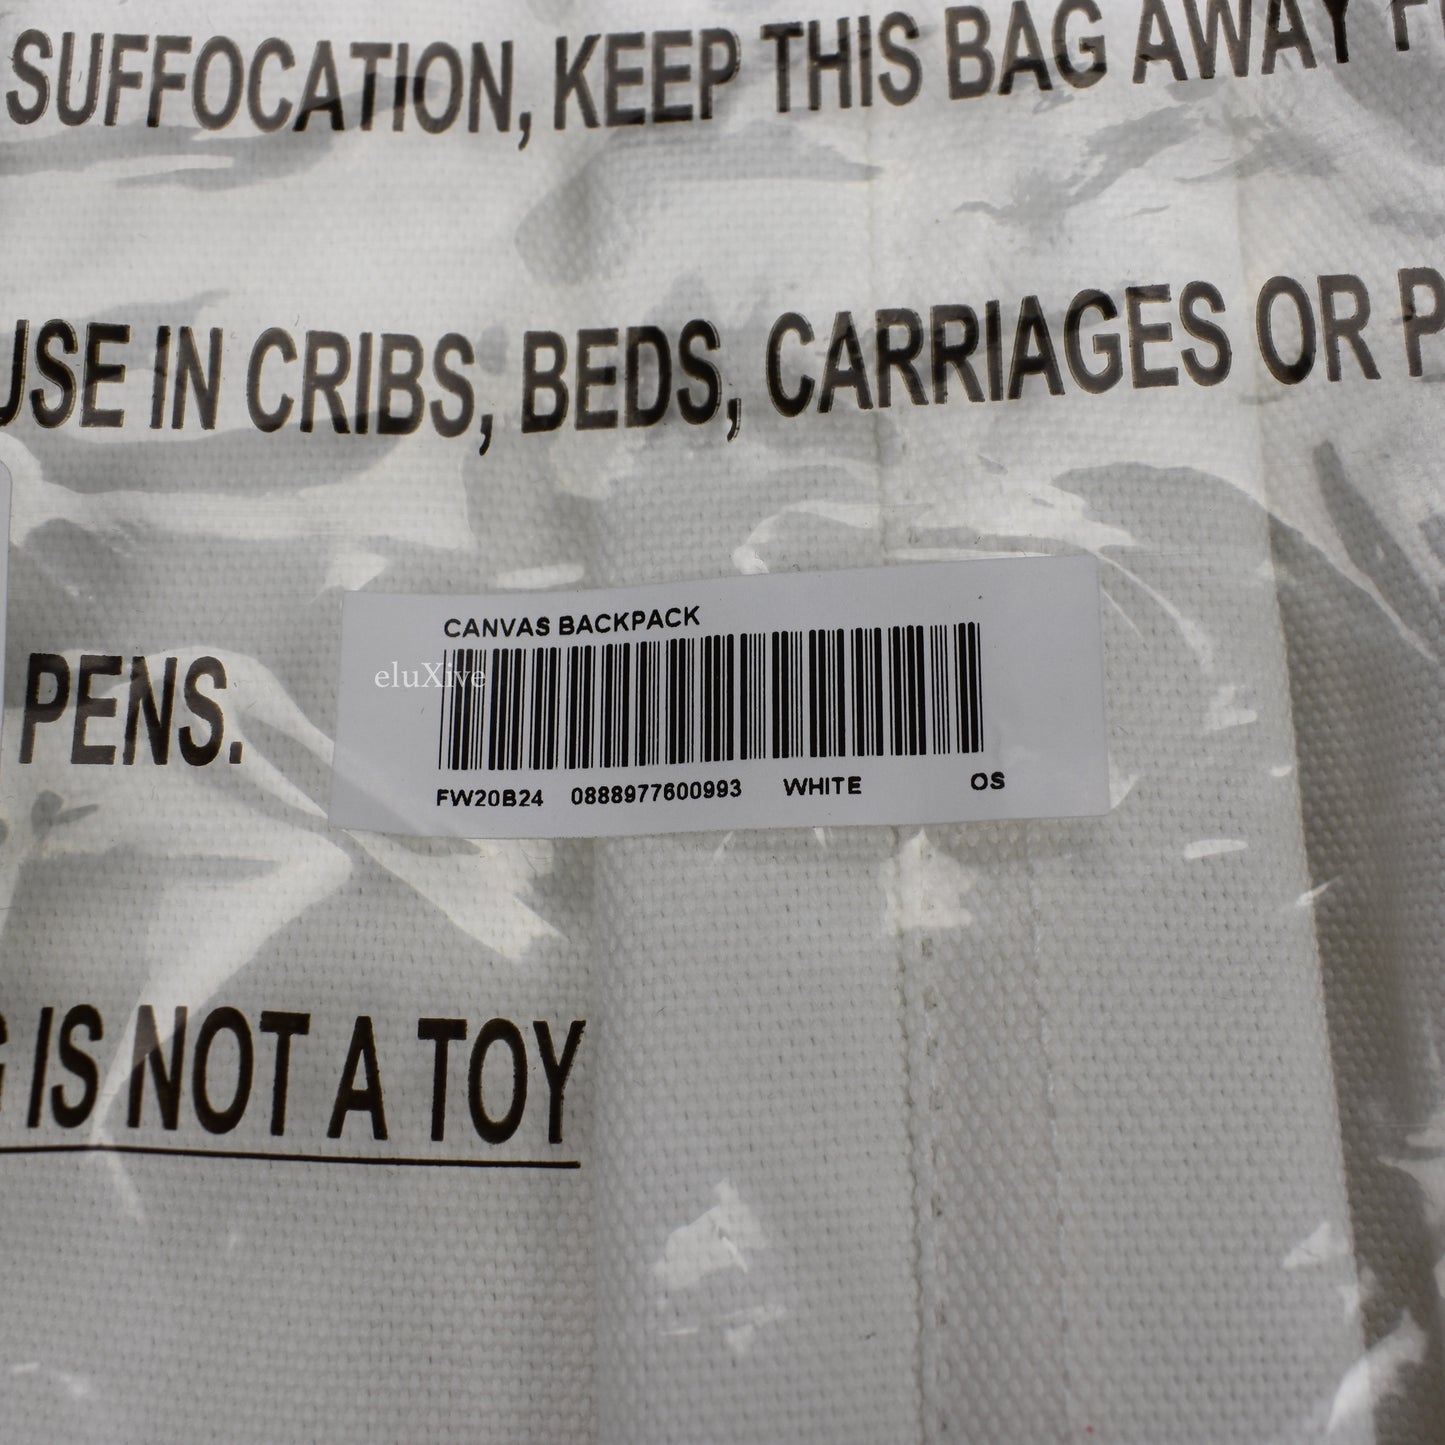 SUFFOCATION, KEEP THIS BAG AWAY F
USE IN CRIBS, BEDS, CARRIAGES OR P
PENS.
CANVAS BACKPACK
eluXive
FW20B24 0888977600993 WHITE OS
IS NOT A TOY